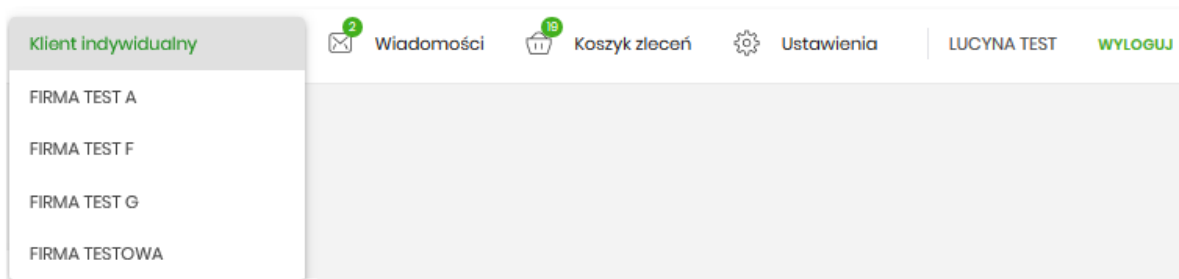 Klient indywidualny
2
Wiadomości
19
Koszyk zleceń
Ustawienia
LUCYNA TEST
WYLOGUJ
FIRMA TEST A
FIRMA TEST F
FIRMA TEST G
FIRMA TESTOWA